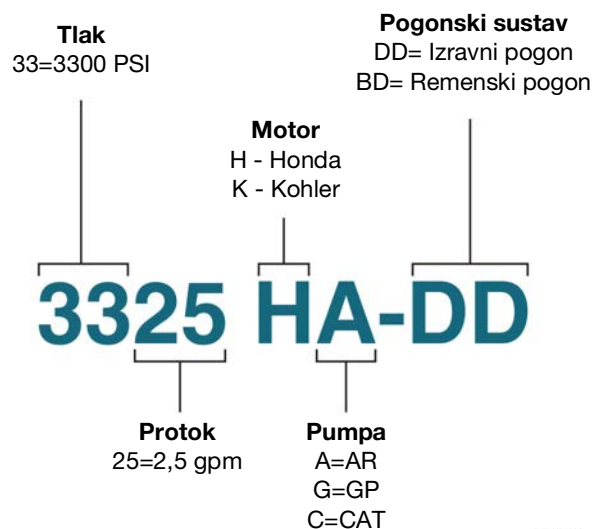 Tlak
33=3300 PSI
Pogonski sustav
DD= Izravni pogon
BD= Remenski pogon
Motor
H - Honda
K - Kohler
3325 HA-DD
Protok
25=2,5 gpm
Pumpa
A=AR
G=GP
C=CAT